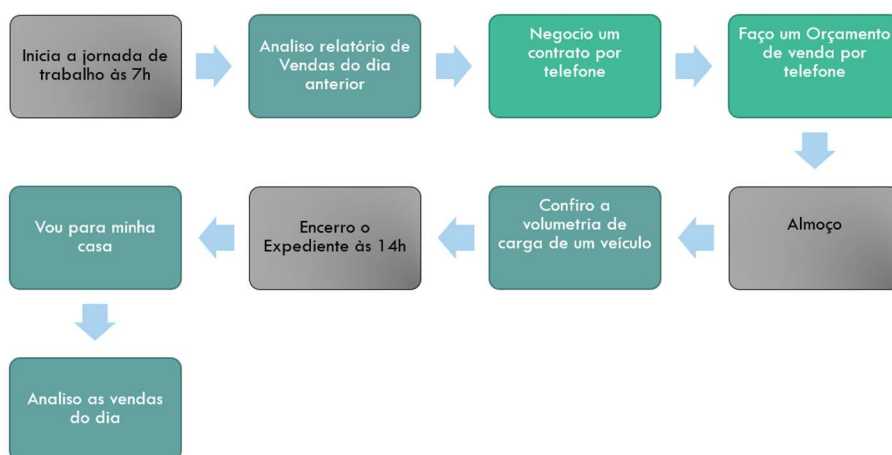 Inicia a jornada de
trabalho às 7h
Analiso relatório de
Vendas do dia
anterior
Negocio um
contrato por
telefone
Faço um Orçamento
de venda por
telefone
Almoço
Confiro a
volumetria de
carga de um veículo
Encerro o
Expediente às 14h
Vou para minha
casa
Analiso as vendas
do dia